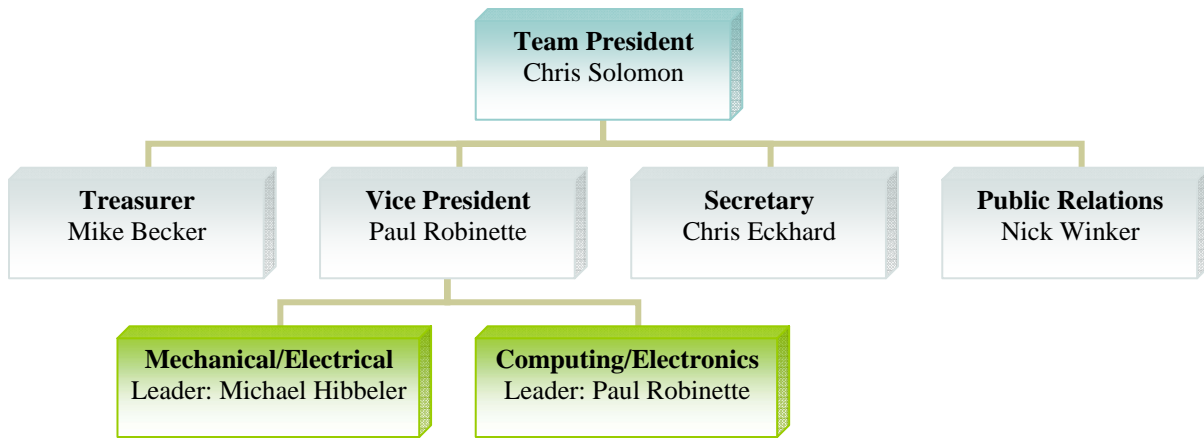 Team President
Chris Solomon
Treasurer
Mike Becker
Vice President
Paul Robinette
Secretary
Chris Eckhard
Public Relations
Nick Winker
Mechanical/Electrical
Leader: Michael Hibbeler
Computing/Electronics
Leader: Paul Robinette